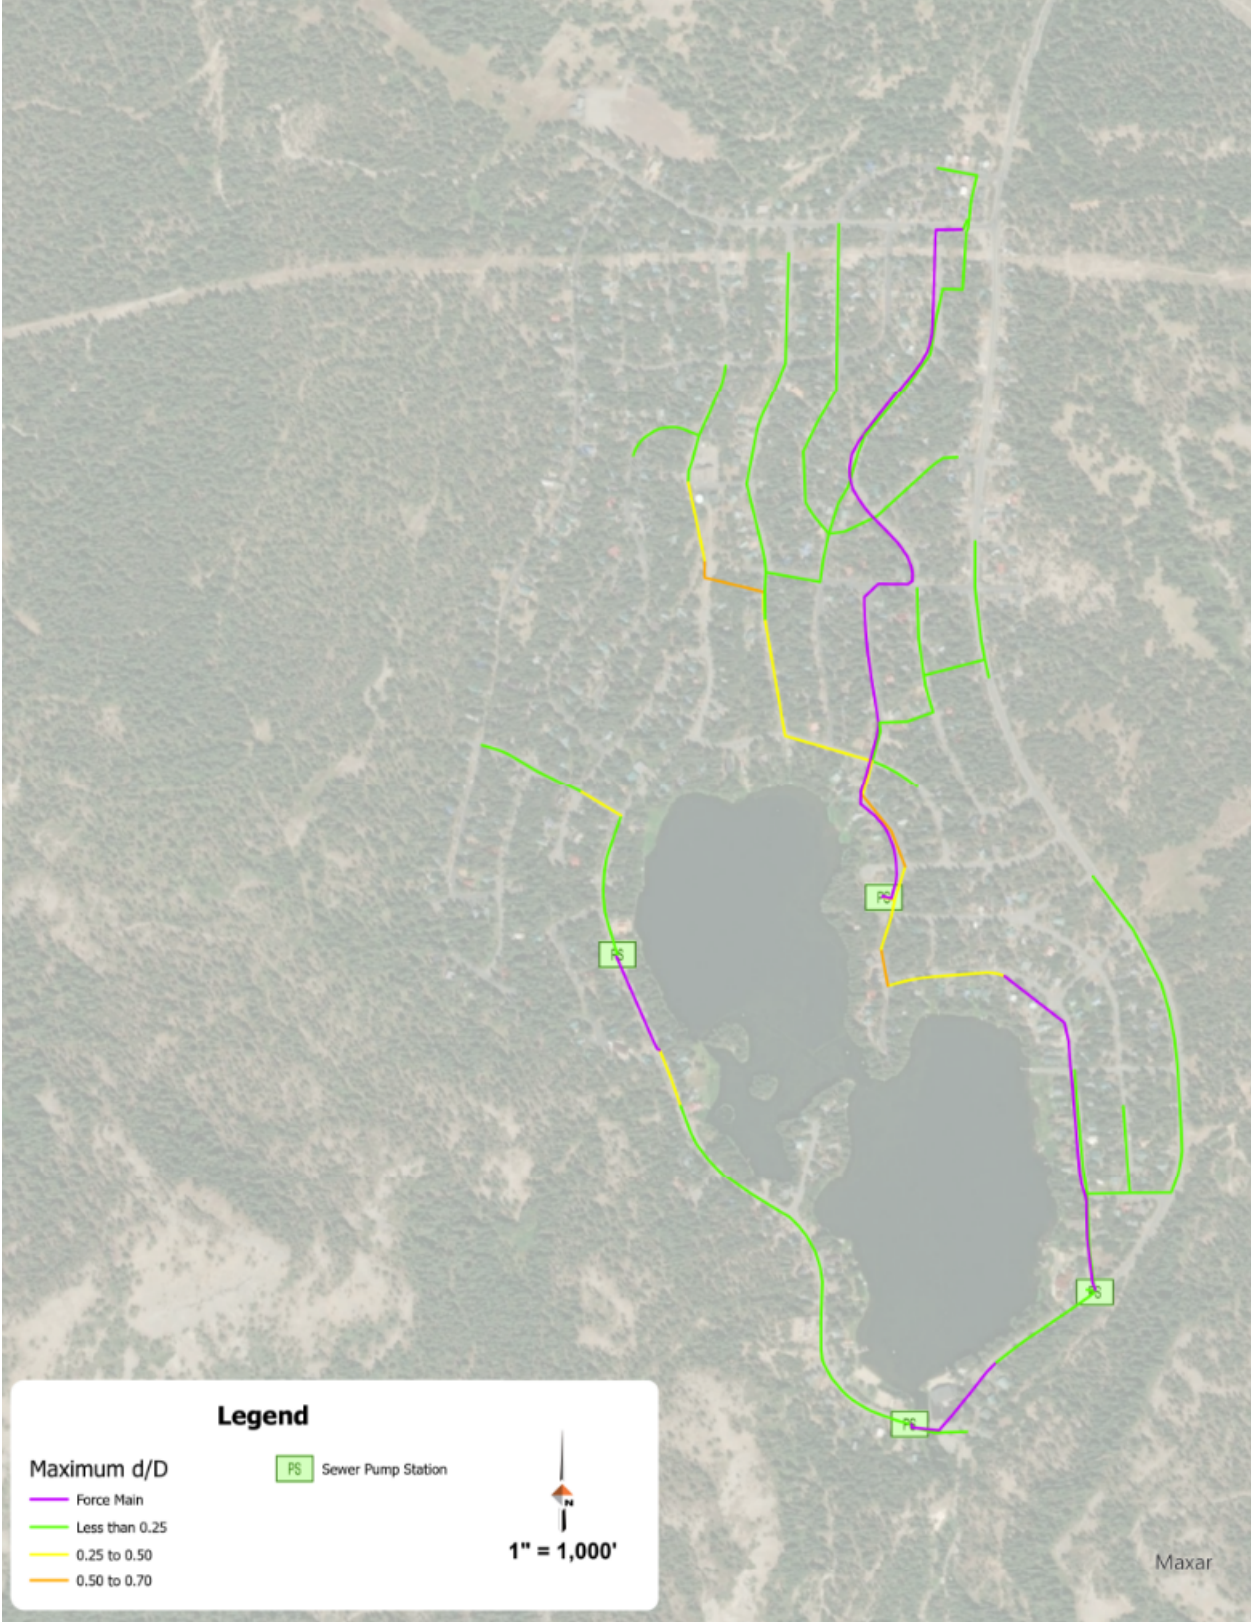 PS
PS
PS
PS
Legend
Maximum d/D
PS Sewer Pump Station
Force Main
Less than 0.25
0.25 to 0.50
0.50 to 0.70
N
1" = 1,000'
Maxar